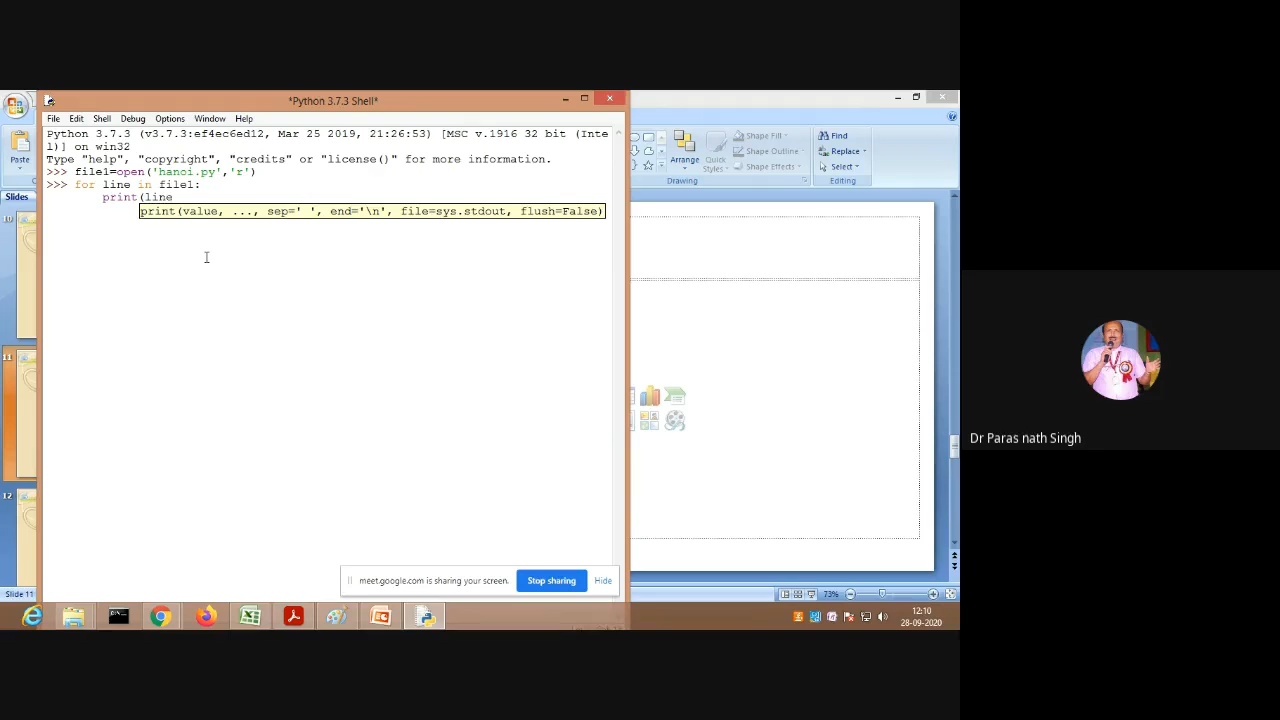 *Python 3.7.3 Shell*
File Edit Shell Debug Options Window Help
Python 3.7.3 (v3.7.3:ef4ec6ed12, Mar 25 2019, 21:26:53) [MSC v.1916 32 bit (Inte
l)] on win32
Type "help", "copyright", "credits" or "license()" for more information.
>>> file1=open('hanoi.py','r')
>>> for line in file1:
print(line
print(value, ..., sep=' ', end='\n', file=sys.stdout, flush=False)
Paste
Slides
10
11
12
Slide 11
Arrange
Quick
Styles
Shape Fill
Shape Outline
Shape Effects
Drawing
Find
Replace
Select
Editing
meet.google.com is sharing your screen.
Stop sharing
Hide
73%
12:10
28-09-2020
Dr Paras nath Singh